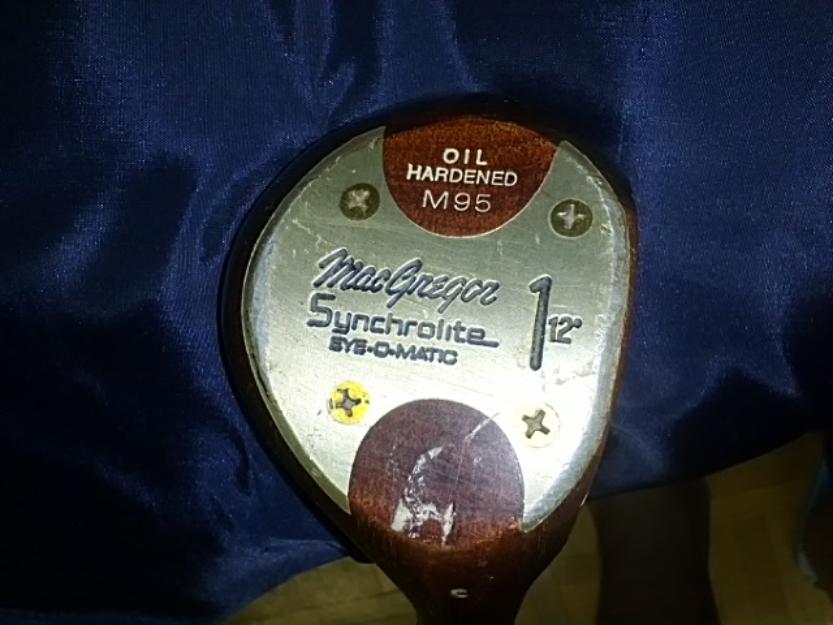 OIL
HARDENED
M95
MacGregor
Synchrolite
EYE-O-MATIC
1
12°